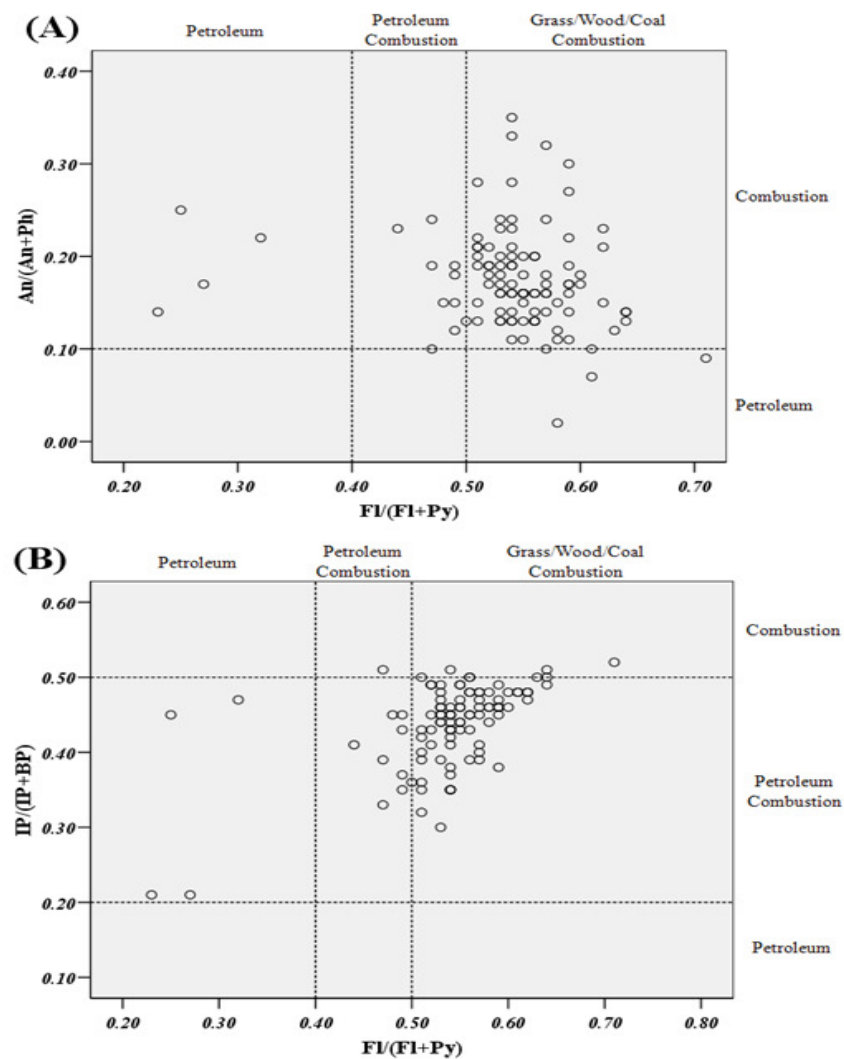 (A)
Petroleum
Petroleum
Combustion
Grass/Wood/Coal
Combustion
0.40
0.30
0.20
0.10
0.00
An/(An+Ph)
Combustion
Petroleum
0.20
0.30
0.40
0.50
0.60
0.70
Fl/(Fl+Py)
(B)
Petroleum
Petroleum
Combustion
Grass/Wood/Coal
Combustion
0.60
0.50
0.40
0.30
0.20
0.10
IP/(IP+BP)
Combustion
Petroleum
Combustion
Petroleum
0.20
0.30
0.40
0.50
0.60
0.70
0.80
Fl/(Fl+Py)